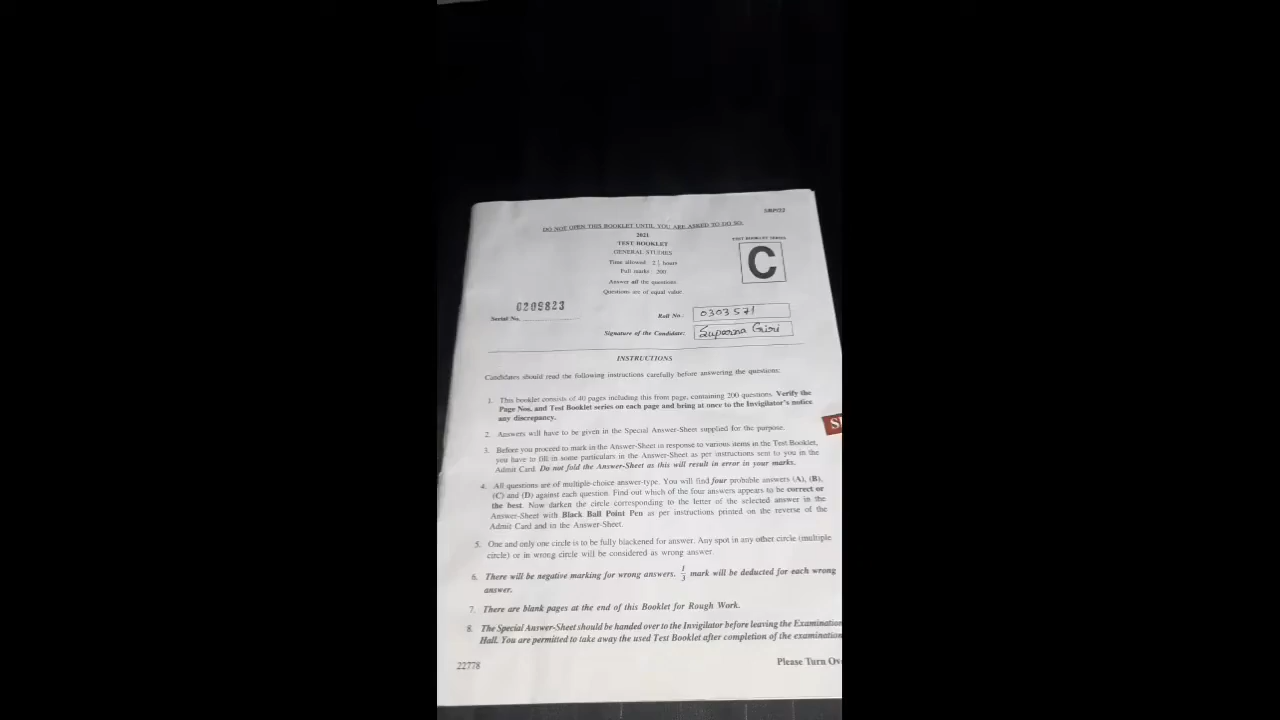 DO NOT OPEN THIS BOOKLET UNTIL YOU ARE ASKED TO DO SO.
2021
TEST BOOKLET
TEST BOOKLET SERIES
GENERAL STUDIES
C
Time allowed : 2½ hours
Full marks : 200
Answer all the questions.
Questions are of equal value.
Serial No. 0209823
Roll No.: 0303571
Signature of the Candidate: Suparna Giri
INSTRUCTIONS
Candidates should read the following instructions carefully before answering the questions:
1. This booklet consists of 40 pages including this front page, containing 200 questions. Verify the
Page Nos. and Test Booklet series on each page and bring at once to the Invigilator's notice
any discrepancy.
2. Answers will have to be given in the Special Answer-Sheet supplied for the purpose.
3. Before you proceed to mark in the Answer-Sheet in response to various items in the Test Booklet,
you have to fill in some particulars in the Answer-Sheet as per instructions sent to you in the
Admit Card. Do not fold the Answer-Sheet as this will result in error in your marks.
4. All questions are of multiple-choice answer-type. You will find four probable answers (A), (B),
(C) and (D) against each question. Find out which of the four answers appears to be correct or
the best. Now darken the circle corresponding to the letter of the selected answer in the
Answer-Sheet with Black Ball Point Pen as per instructions printed on the reverse of the
Admit Card and in the Answer-Sheet.
5. One and only one circle is to be fully blackened for answer. Any spot in any other circle (multiple
circle) or in wrong circle will be considered as wrong answer.
6. There will be negative marking for wrong answers. 1/3 mark will be deducted for each wrong
answer.
7. There are blank pages at the end of this Booklet for Rough Work.
8. The Special Answer-Sheet should be handed over to the Invigilator before leaving the Examination
Hall. You are permitted to take away the used Test Booklet after completion of the examination
22778
Please Turn Ov